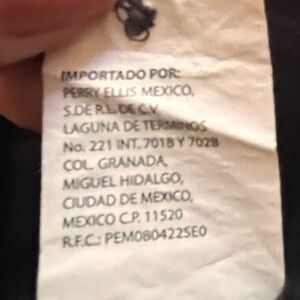 IMPORTADO POR:
PERRY ELLIS MEXICO,
S.DE R.L. DE C.V
LAGUNA DE TERMINOS
No. 221 INT. 701B Y 702B
COL. GRANADA,
MIGUEL HIDALGO,
CIUDAD DE MEXICO,
MEXICO C.P. 11520
R.F.C.: PEM0804225E0